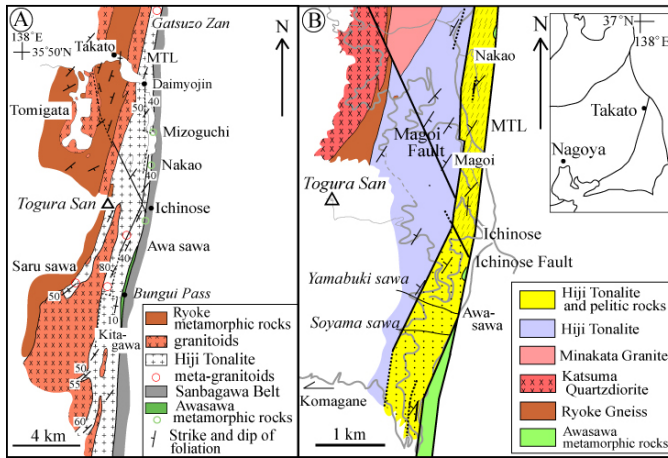 A
Gatsuzo Zan
138°E
35°50'N
Takato
MTL
N
Daimyojin
40
50
Tomigata
Mizoguchi
Nakao
40
Togura San
Ichinose
Awa sawa
40
Saru sawa
80
50
Bungui Pass
10
Kita-
gawa
50
55
60
4 km
Ryoke
metamorphic rocks
granitoids
Hiji Tonalite
meta-granitoids
Sanbagawa Belt
Awasawa
metamorphic rocks
Strike and dip of
foliation
B
Nakao
N
MTL
Magoi
Fault
Magoi
Togura San
Ichinose
Ichinose Fault
Yamabuki sawa
Awa-
sawa
Soyama sawa
Komagane
1 km
37°N
138°E
Takato
Nagoya
Hiji Tonalite
and pelitic rocks
Hiji Tonalite
Minakata Granite
Katsuma
Quartzdiorite
Ryoke Gneiss
Awasawa
metamorphic rocks